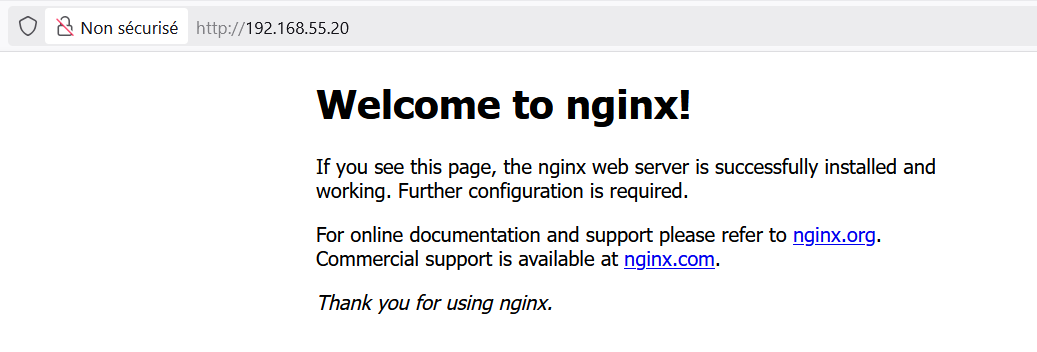 Non sécurisé http://192.168.55.20
Welcome to nginx!
If you see this page, the nginx web server is successfully installed and
working. Further configuration is required.
For online documentation and support please refer to nginx.org.
Commercial support is available at nginx.com.
Thank you for using nginx.